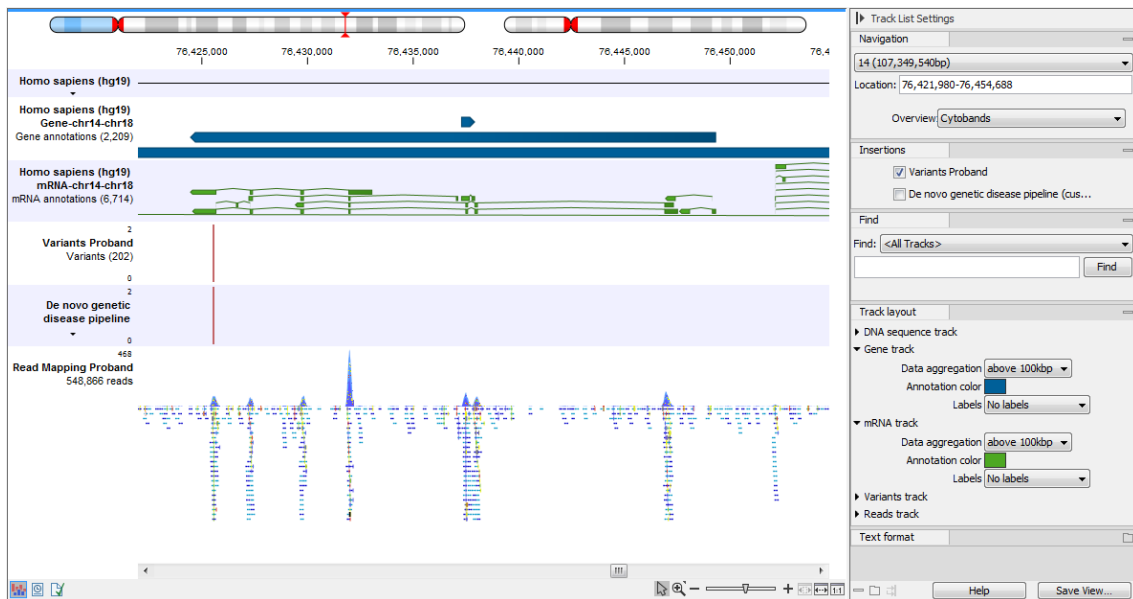 76,425,000 76,430,000 76,435,000 76,440,000 76,445,000 76,450,000 76,4
Homo sapiens (hg19)
Homo sapiens (hg19)
Gene-chr14-chr18
Gene annotations (2,209)
Homo sapiens (hg19)
mRNA-chr14-chr18
mRNA annotations (6,714)
2
Variants Proband
Variants (202)
0
2
De novo genetic
disease pipeline
0
468
Read Mapping Proband
548,866 reads
1:1
Track List Settings
Navigation
14 (107,349,540bp)
Location: 76,421,980-76,454,688
Overview: Cytobands
Insertions
Variants Proband
De novo genetic disease pipeline (cus...
Find
Find: <All Tracks>
Find
Track layout
DNA sequence track
Gene track
Data aggregation above 100kbp
Annotation color
Labels No labels
mRNA track
Data aggregation above 100kbp
Annotation color
Labels No labels
Variants track
Reads track
Text format
Help Save View...